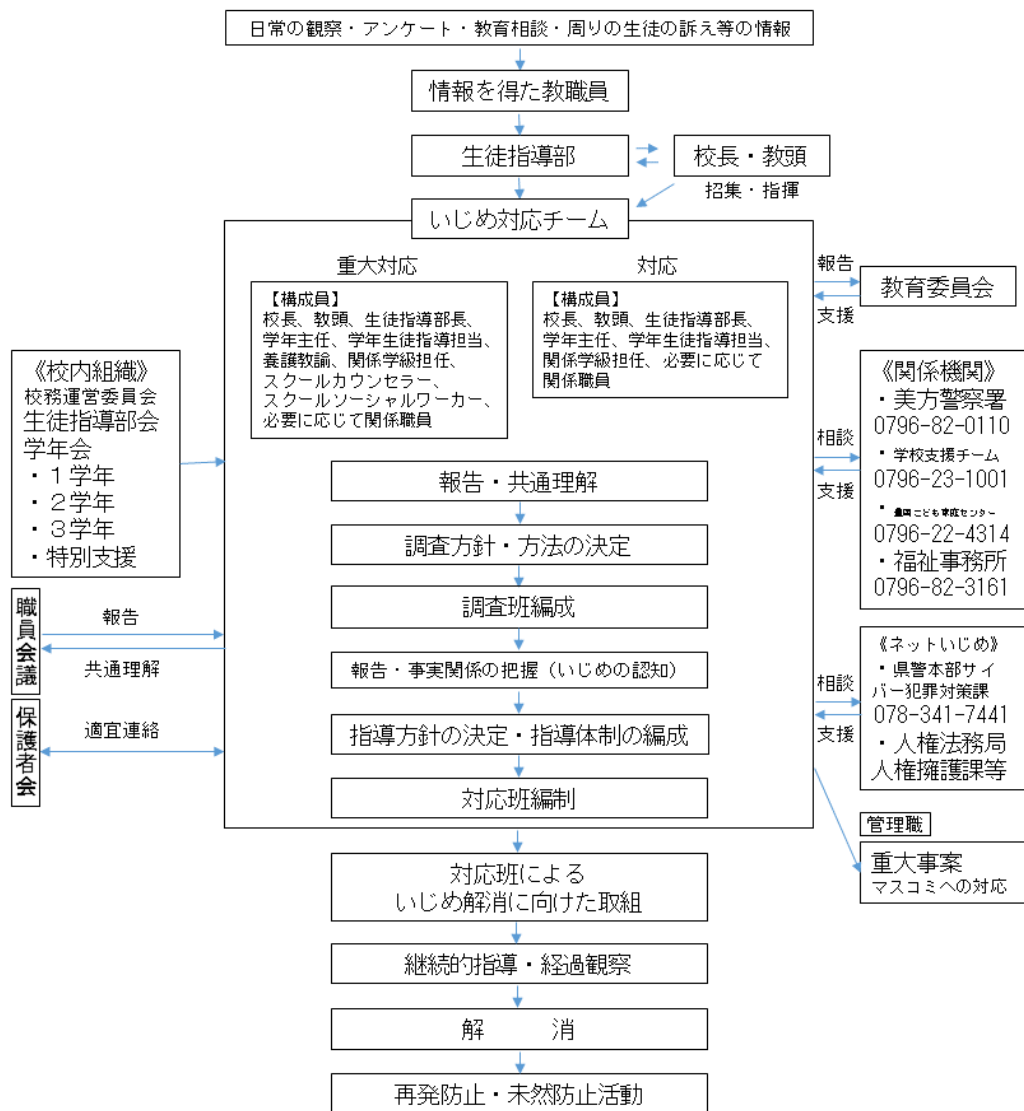 日常の観察・アンケート・教育相談・周りの生徒の訴え等の情報
情報を得た教職員
生徒指導部
校長・教頭
招集・指揮
いじめ対応チーム
重大対応
【構成員】
校長、教頭、生徒指導部長、
学年主任、学年生徒指導担当、
養護教諭、関係学級担任、
スクールカウンセラー、
スクールソーシャルワーカー、
必要に応じて関係職員
対応
【構成員】
校長、教頭、生徒指導部長、
学年主任、学年生徒指導担当、
関係学級担任、必要に応じて
関係職員
報告
支援
教育委員会
《校内組織》
校務運営委員会
生徒指導部会
学年会
・１学年
・２学年
・３学年
・特別支援
相談
支援
《関係機関》
・美方警察署
0796-82-0110
・学校支援チーム
0796-23-1001
・豊岡こども家庭センター
0796-22-4314
・福祉事務所
0796-82-3161
報告・共通理解
調査方針・方法の決定
調査班編成
報告・事実関係の把握（いじめの認知）
指導方針の決定・指導体制の編成
対応班編制
職員会議
報告
共通理解
保護者会
適宜連絡
相談
支援
《ネットいじめ》
・県警本部サイ
バー犯罪対策課
078-341-7441
・人権法務局
人権擁護課等
管理職
重大事案
マスコミへの対応
対応班による
いじめ解消に向けた取組
継続的指導・経過観察
解　　消
再発防止・未然防止活動